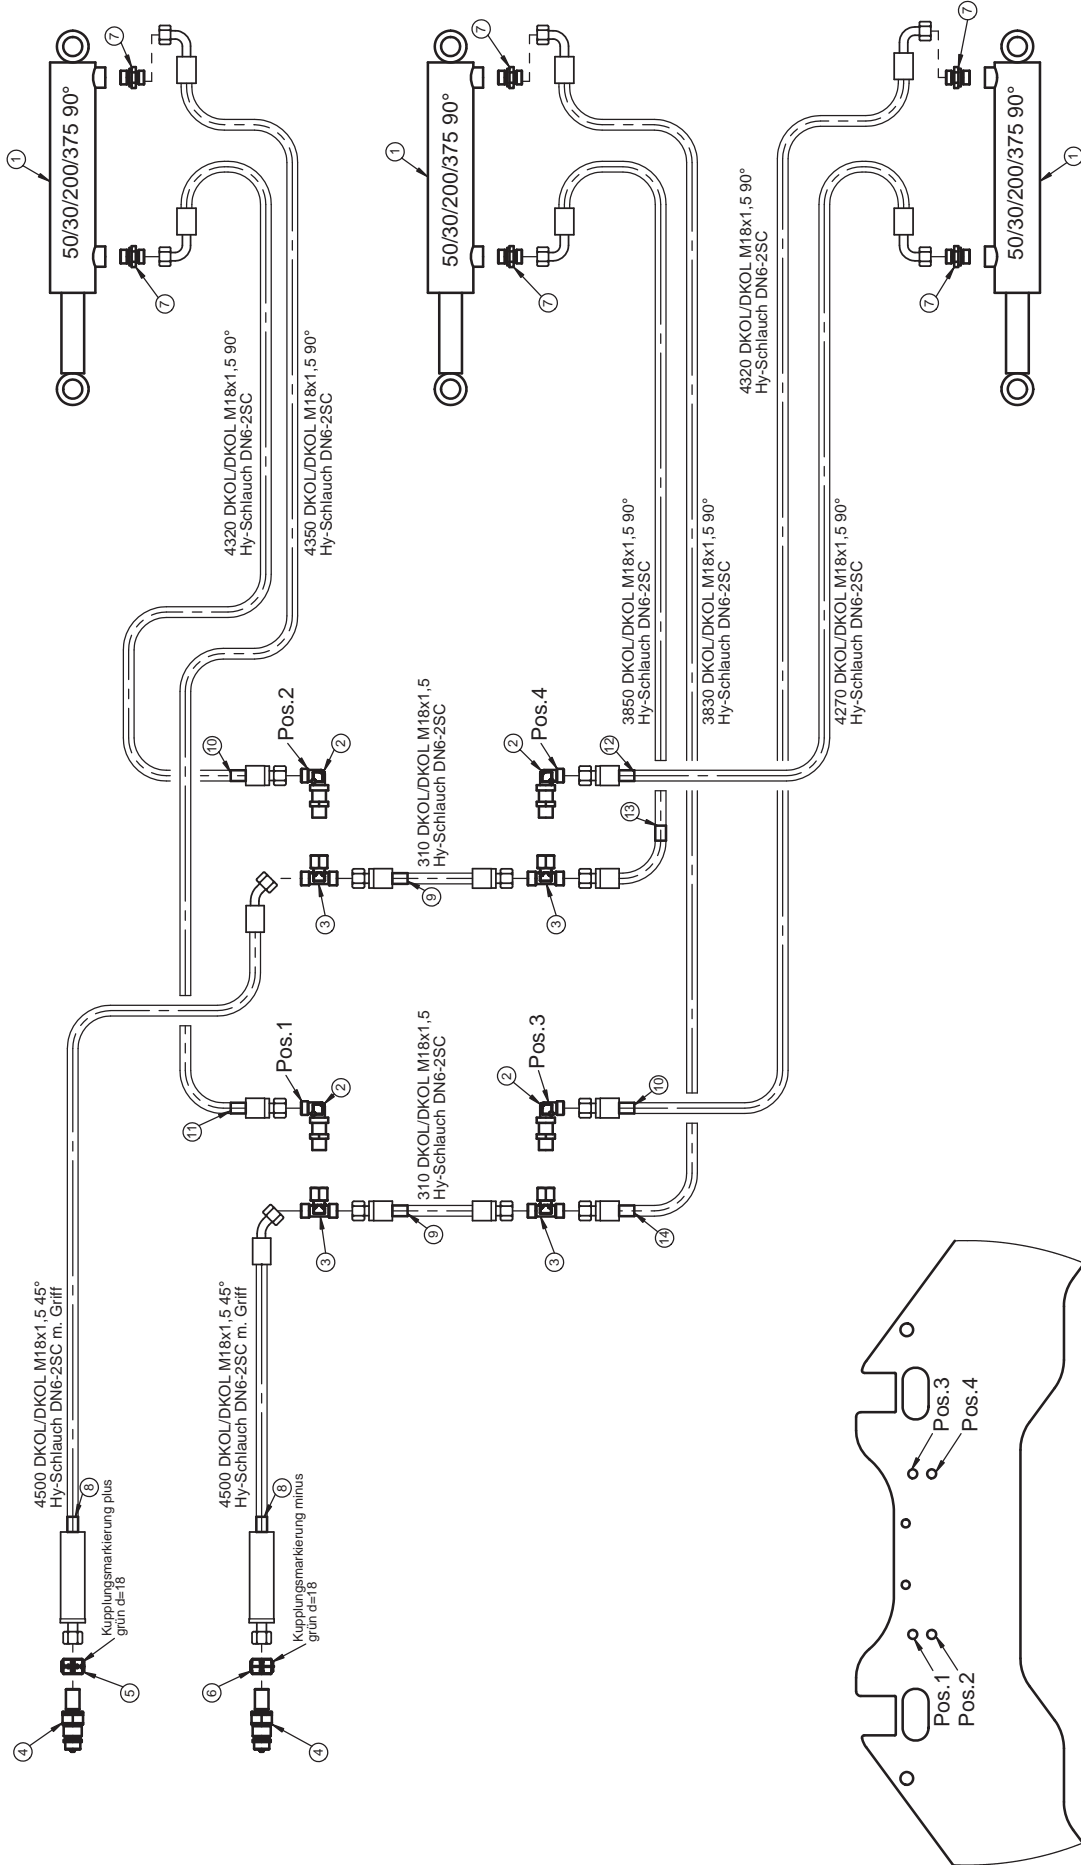 1
50/30/200/375 90°
7
7
1
50/30/200/375 90°
7
7
7
7
50/30/200/375 90°
1
4320 DKOL/DKOL M18x1,5 90°
Hy-Schlauch DN6-2SC
4350 DKOL/DKOL M18x1,5 90°
Hy-Schlauch DN6-2SC
4320 DKOL/DKOL M18x1,5 90°
Hy-Schlauch DN6-2SC
3850 DKOL/DKOL M18x1,5 90°
Hy-Schlauch DN6-2SC
3830 DKOL/DKOL M18x1,5 90°
Hy-Schlauch DN6-2SC
4270 DKOL/DKOL M18x1,5 90°
Hy-Schlauch DN6-2SC
10
Pos.2
2
310 DKOL/DKOL M18x1,5
Hy-Schlauch DN6-2SC
2
Pos.4
12
13
3
9
3
11
Pos.1
2
310 DKOL/DKOL M18x1,5
Hy-Schlauch DN6-2SC
2
Pos.3
10
3
9
3
14
4500 DKOL/DKOL M18x1,5 45°
Hy-Schlauch DN6-2SC m. Griff
8
Kupplungsmarkierung plus
grün d=18
5
4
4500 DKOL/DKOL M18x1,5 45°
Hy-Schlauch DN6-2SC m. Griff
8
Kupplungsmarkierung minus
grün d=18
6
4
Pos.3
Pos.4
Pos.1
Pos.2